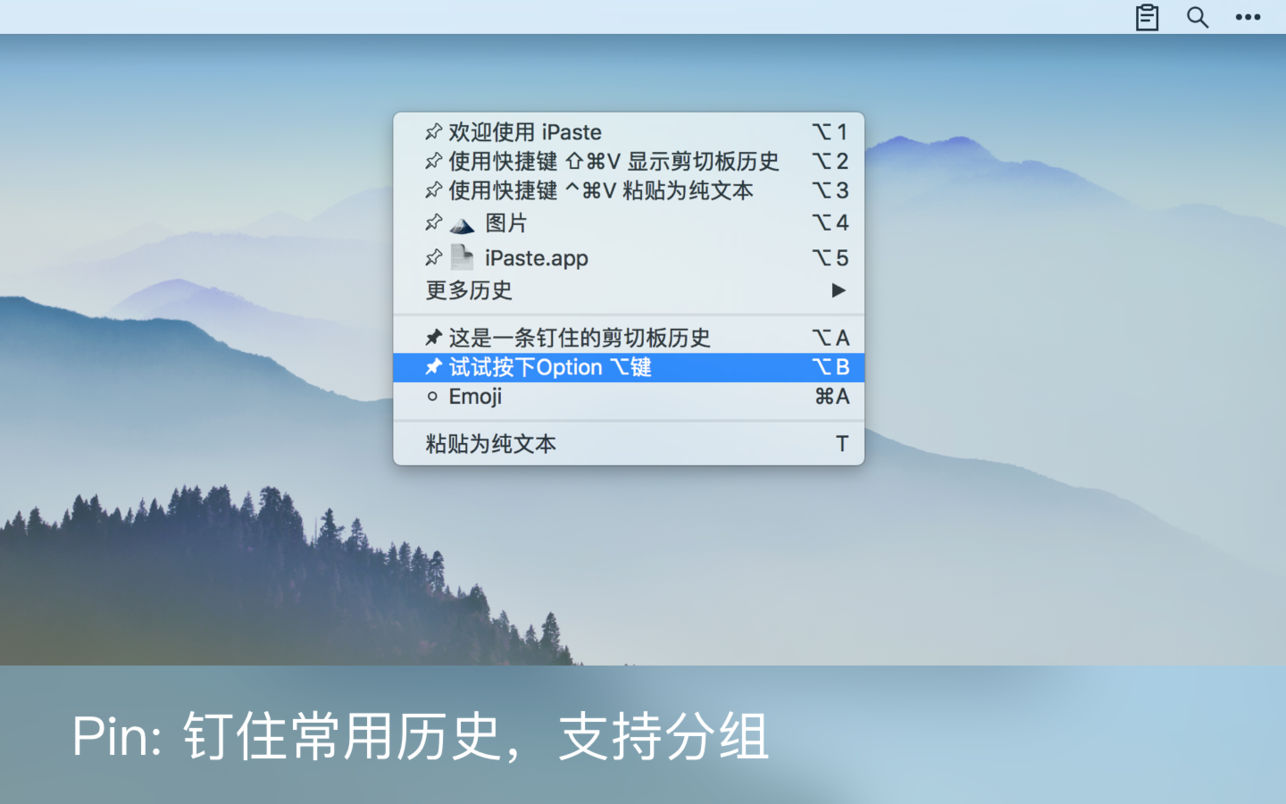 欢迎使用 iPaste ⌥1
使用快捷键 ⇧⌘V 显示剪切板历史 ⌥2
使用快捷键 ^⌘V 粘贴为纯文本 ⌥3
图片 ⌥4
iPaste.app ⌥5
更多历史 ▶
这是一条钉住的剪切板历史 ⌥A
试试按下Option ⌥键 ⌥B
Emoji ⌘A
粘贴为纯文本 T
Pin: 钉住常用历史，支持分组